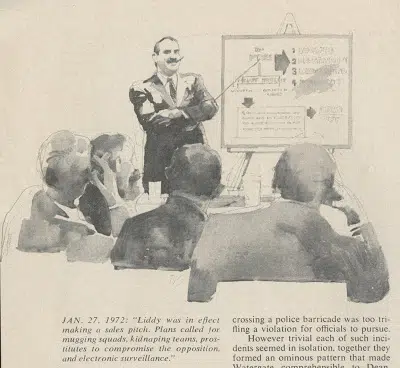 JAN. 27, 1972: "Liddy was in effect
making a sales pitch. Plans called for
mugging squads, kidnaping teams, pros-
titutes to compromise the opposition,
and electronic surveillance."
crossing a police barricade was too tri-
fling a violation for officials to pursue.
However trivial each of such inci-
dents seemed in isolation, together they
formed an ominous pattern that made
Watergate comprehensible to Dean.